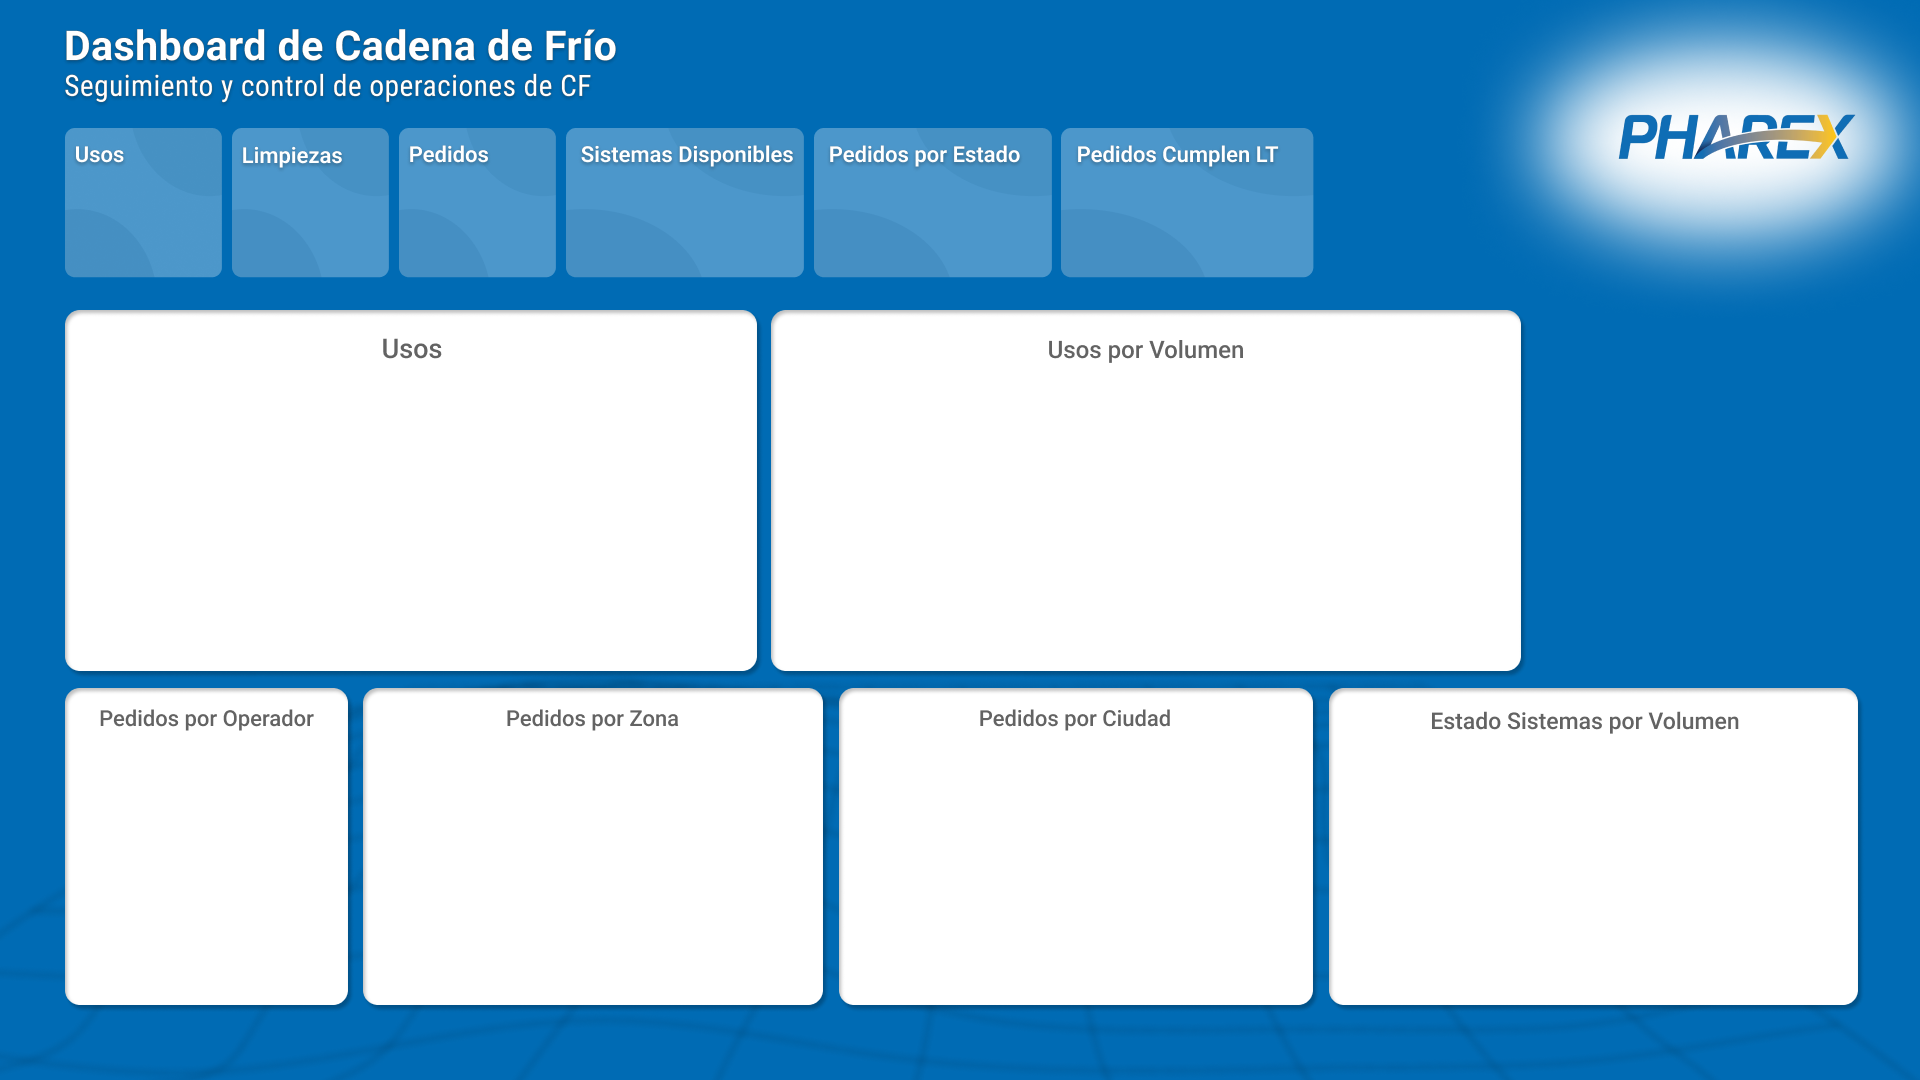 Dashboard de Cadena de Frío
Seguimiento y control de operaciones de CF
PHAREX
Usos
Limpiezas
Pedidos
Sistemas Disponibles
Pedidos por Estado
Pedidos Cumplen LT
Usos
Usos por Volumen
Pedidos por Operador
Pedidos por Zona
Pedidos por Ciudad
Estado Sistemas por Volumen